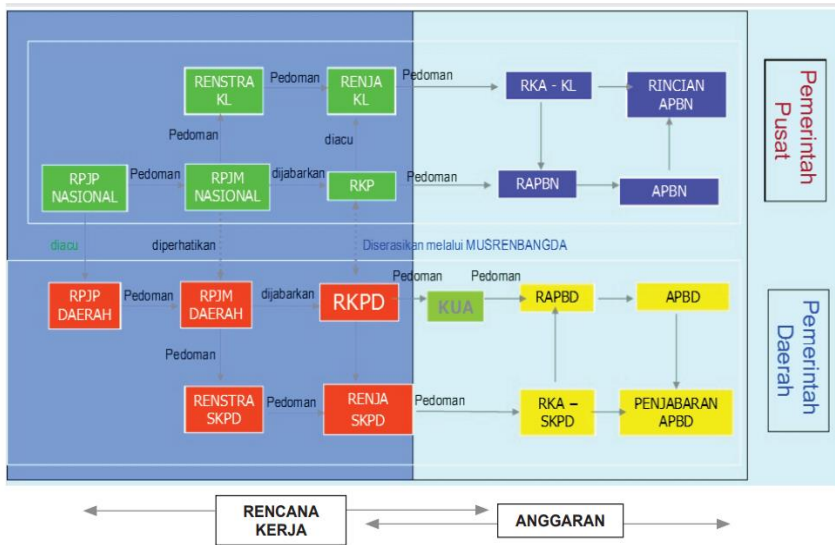 RENSTRA
KL
Pedoman
RENJA
KL
Pedoman
RKA - KL
RINCIAN
APBN
Pemerintah
Pusat
Pedoman
diacu
RPJP
NASIONAL
Pedoman
RPJM
NASIONAL
dijabarkan
RKP
Pedoman
RAPBN
APBN
diacu
diperhatikan
Diserasikan melalui MUSRENBANGDA
RPJP
DAERAH
Pedoman
RPJM
DAERAH
dijabarkan
RKPD
Pedoman
KUA
Pedoman
RAPBD
APBD
Pemerintah
Daerah
Pedoman
RENSTRA
SKPD
Pedoman
RENJA
SKPD
Pedoman
RKA –
SKPD
PENJABARAN
APBD
RENCANA
KERJA
ANGGARAN